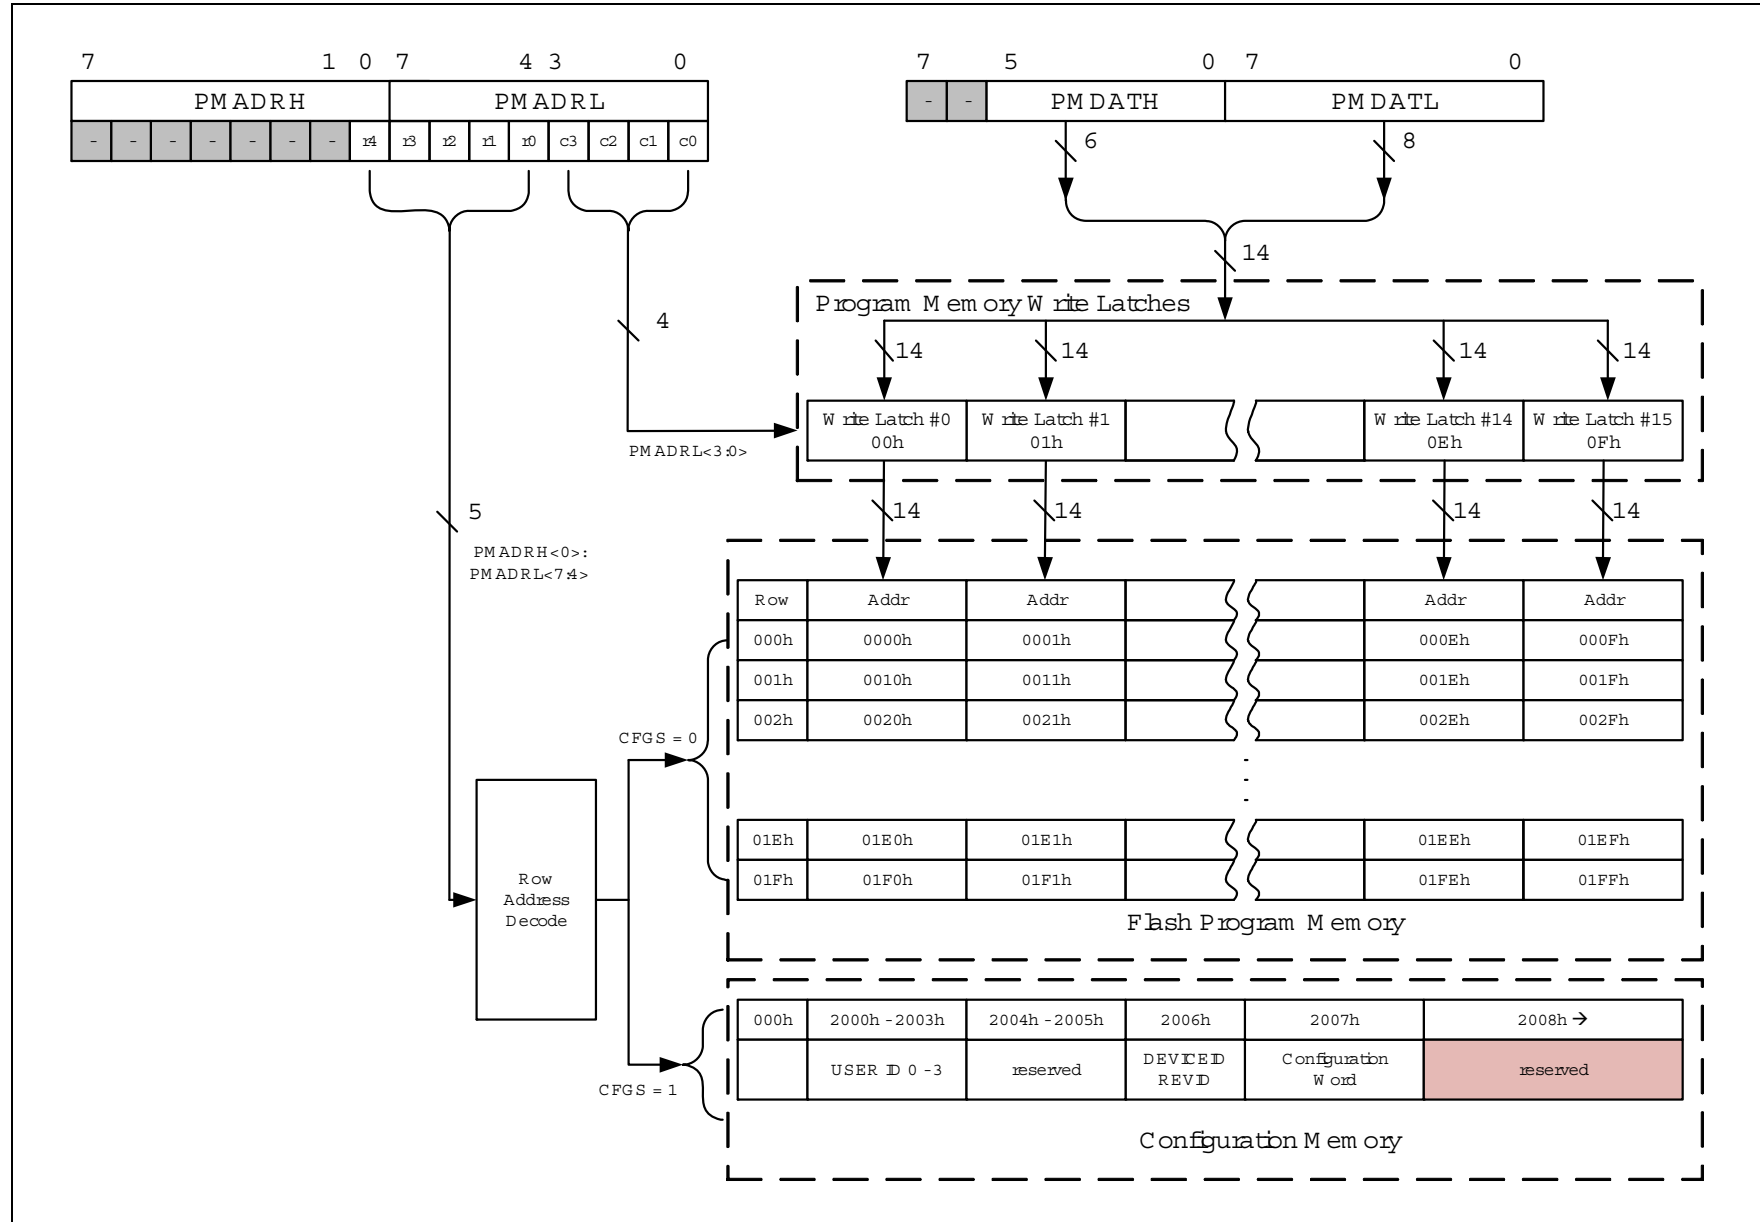 7 1 0 7 4 3 0
PMADRH PMADRL
- - - - - - - r4 r3 r2 r1 r0 c3 c2 c1 c0
7 5 0 7 0
- - PMDATH PMDATL
6 8
14
4
PMADRL<3:0>
5
PMADRH<0>:
PMADRL<7:4>
Program Memory Write Latches
14 14 14 14
Write Latch #0 Write Latch #1 Write Latch #14 Write Latch #15
00h 01h 0Eh 0Fh
14 14 14 14
Row Addr Addr Addr Addr
000h 0000h 0001h 000Eh 000Fh
001h 0010h 0011h 001Eh 001Fh
002h 0020h 0021h 002Eh 002Fh
CFGS = 0
01Eh 01E0h 01E1h 01EEh 01EFh
01Fh 01F0h 01F1h 01FEh 01FFh
Flash Program Memory
Row
Address
Decode
000h 2000h - 2003h 2004h - 2005h 2006h 2007h 2008h →
USER ID 0 - 3 reserved DEVICEID Configuration reserved
REVID Word
CFGS = 1
Configuration Memory